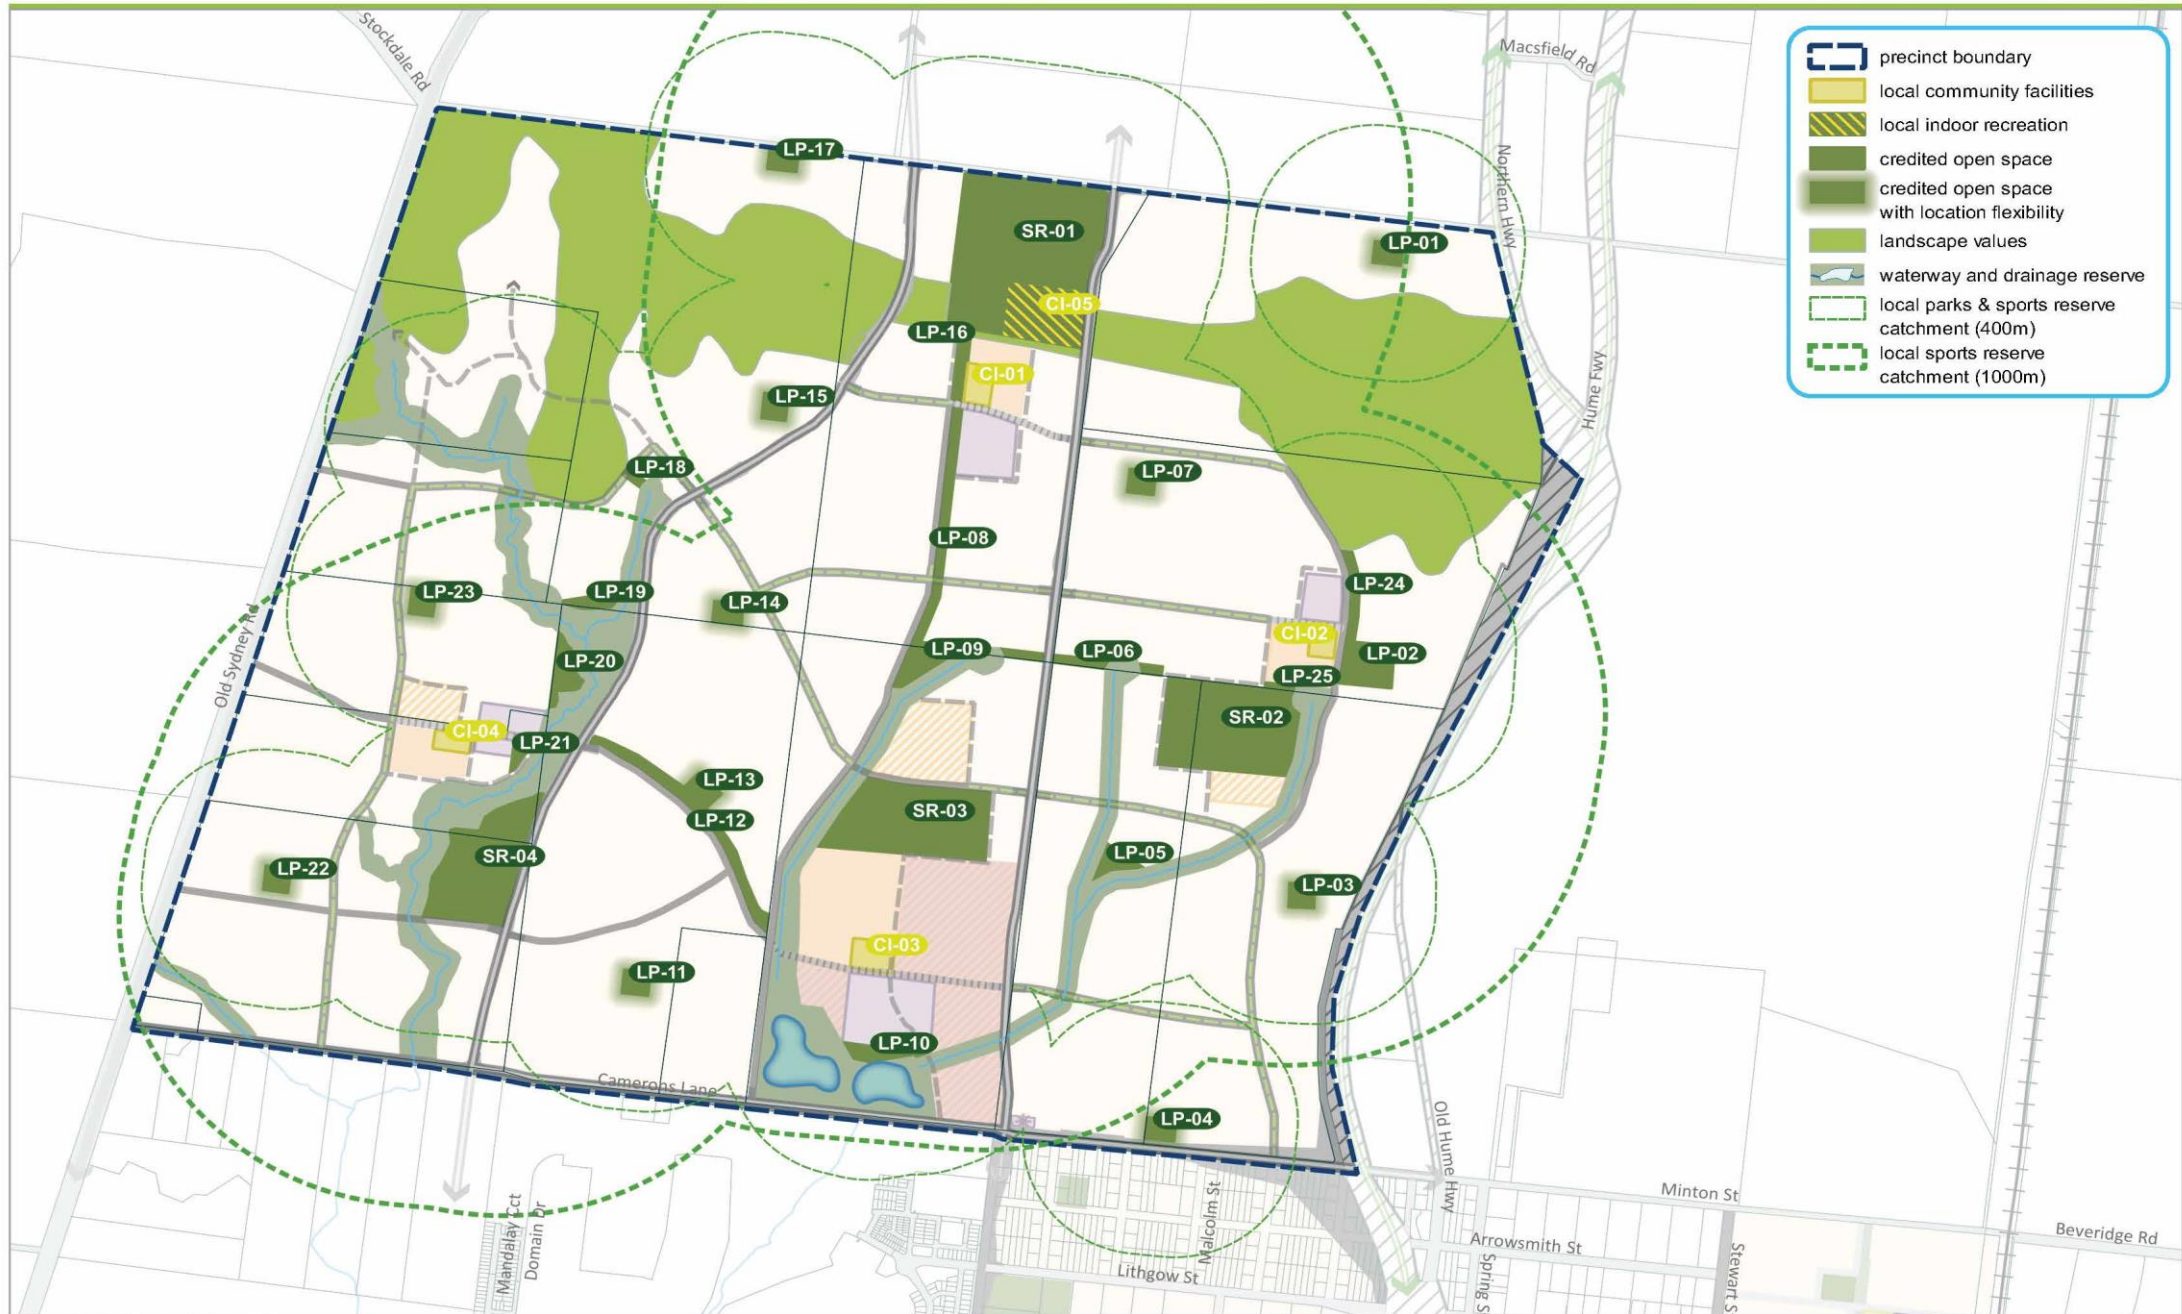 Stockdale Rd
Macsfield Rd
precinct boundary
local community facilities
local indoor recreation
credited open space
credited open space
with location flexibility
landscape values
waterway and drainage reserve
local parks & sports reserve
catchment (400m)
local sports reserve
catchment (1000m)
Northern Hwy
LP-17
SR-01
LP-01
CI-05
LP-16
CI-01
Hume Fwy
LP-15
LP-18
LP-07
LP-08
LP-23
LP-19
LP-14
LP-24
Old Sydney Rd
CI-02
LP-20
LP-09
LP-06
LP-02
LP-25
SR-02
CI-04
LP-21
LP-13
SR-03
LP-12
SR-04
LP-05
LP-22
LP-03
CI-03
LP-11
LP-10
Camerons Lane
LP-04
Old Hume Hwy
Mandalay Cct
Domain Dr
Malcolm St
Minton St
Beveridge Rd
Arrowsmith St
Lithgow St
Spring S
Stewart S